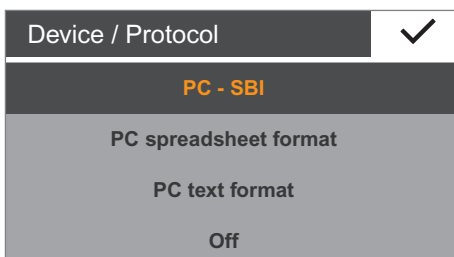 Device / Protocol
PC - SBI
PC spreadsheet format
PC text format
Off